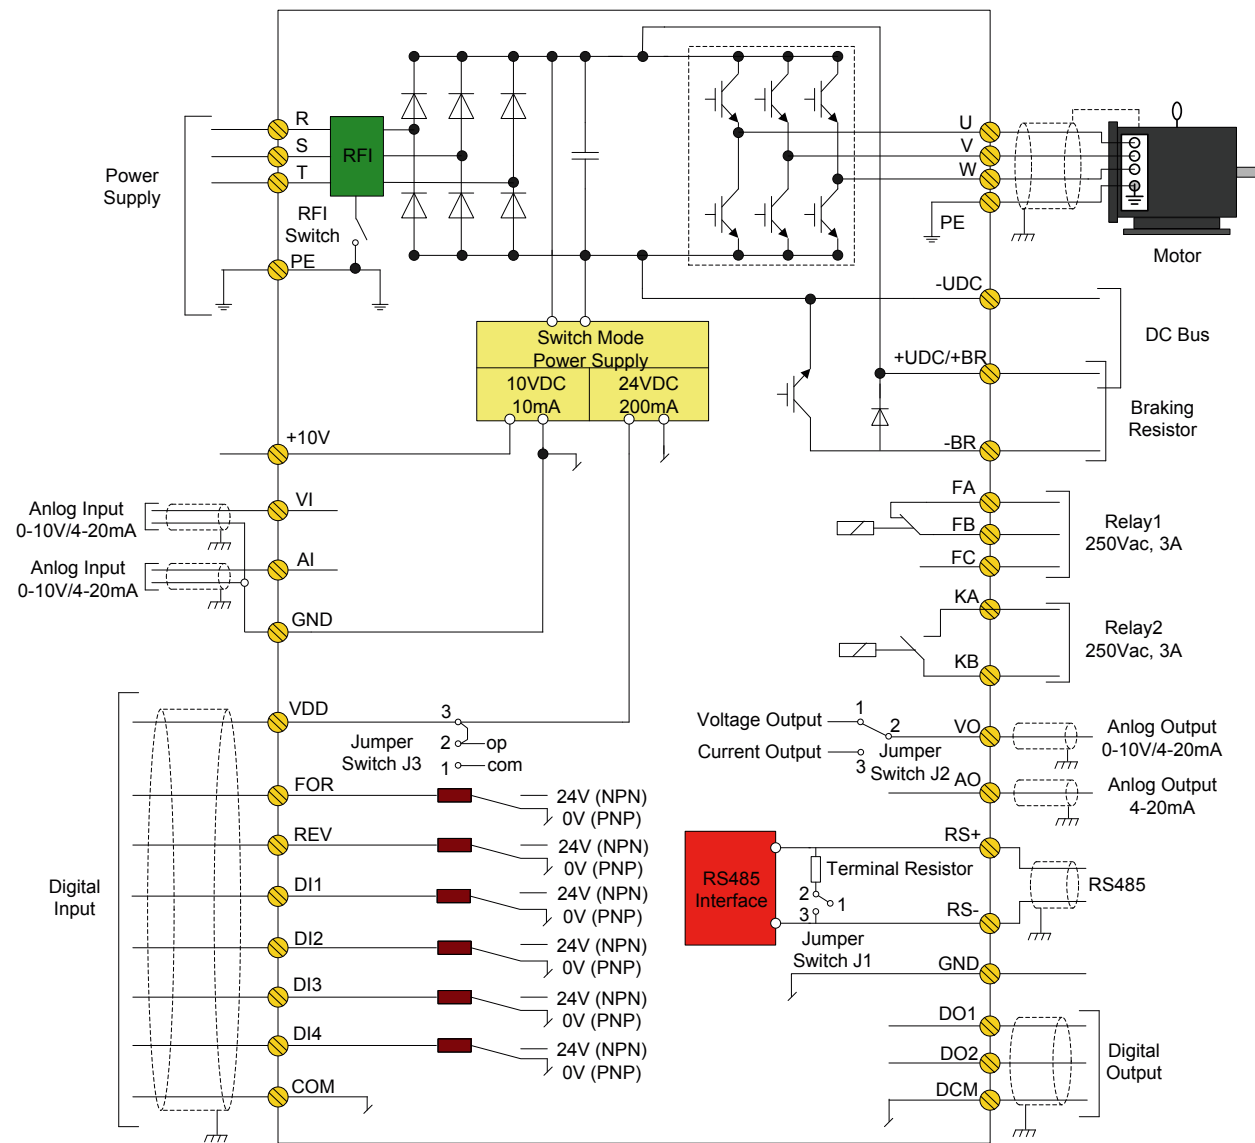 R
S
T
RFI
Power
Supply
RFI
Switch
PE
U
V
W
PE
Motor
Switch Mode
Power Supply
10VDC
10mA
24VDC
200mA
-UDC
+UDC/+BR
-BR
DC Bus
Braking
Resistor
+10V
VI
Anlog Input
0-10V/4-20mA
AI
Anlog Input
0-10V/4-20mA
GND
FA
FB
FC
Relay1
250Vac, 3A
KA
KB
Relay2
250Vac, 3A
VDD
3
2
op
1
com
Jumper
Switch J3
Voltage Output
1
2
Current Output
3
Jumper
Switch J2
VO
Anlog Output
0-10V/4-20mA
AO
Anlog Output
4-20mA
Digital
Input
FOR
24V (NPN)
0V (PNP)
REV
24V (NPN)
0V (PNP)
DI1
24V (NPN)
0V (PNP)
DI2
24V (NPN)
0V (PNP)
DI3
24V (NPN)
0V (PNP)
DI4
24V (NPN)
0V (PNP)
COM
RS485
Interface
Terminal Resistor
2
1
3
Jumper
Switch J1
RS+
RS-
RS485
GND
DO1
DO2
DCM
Digital
Output